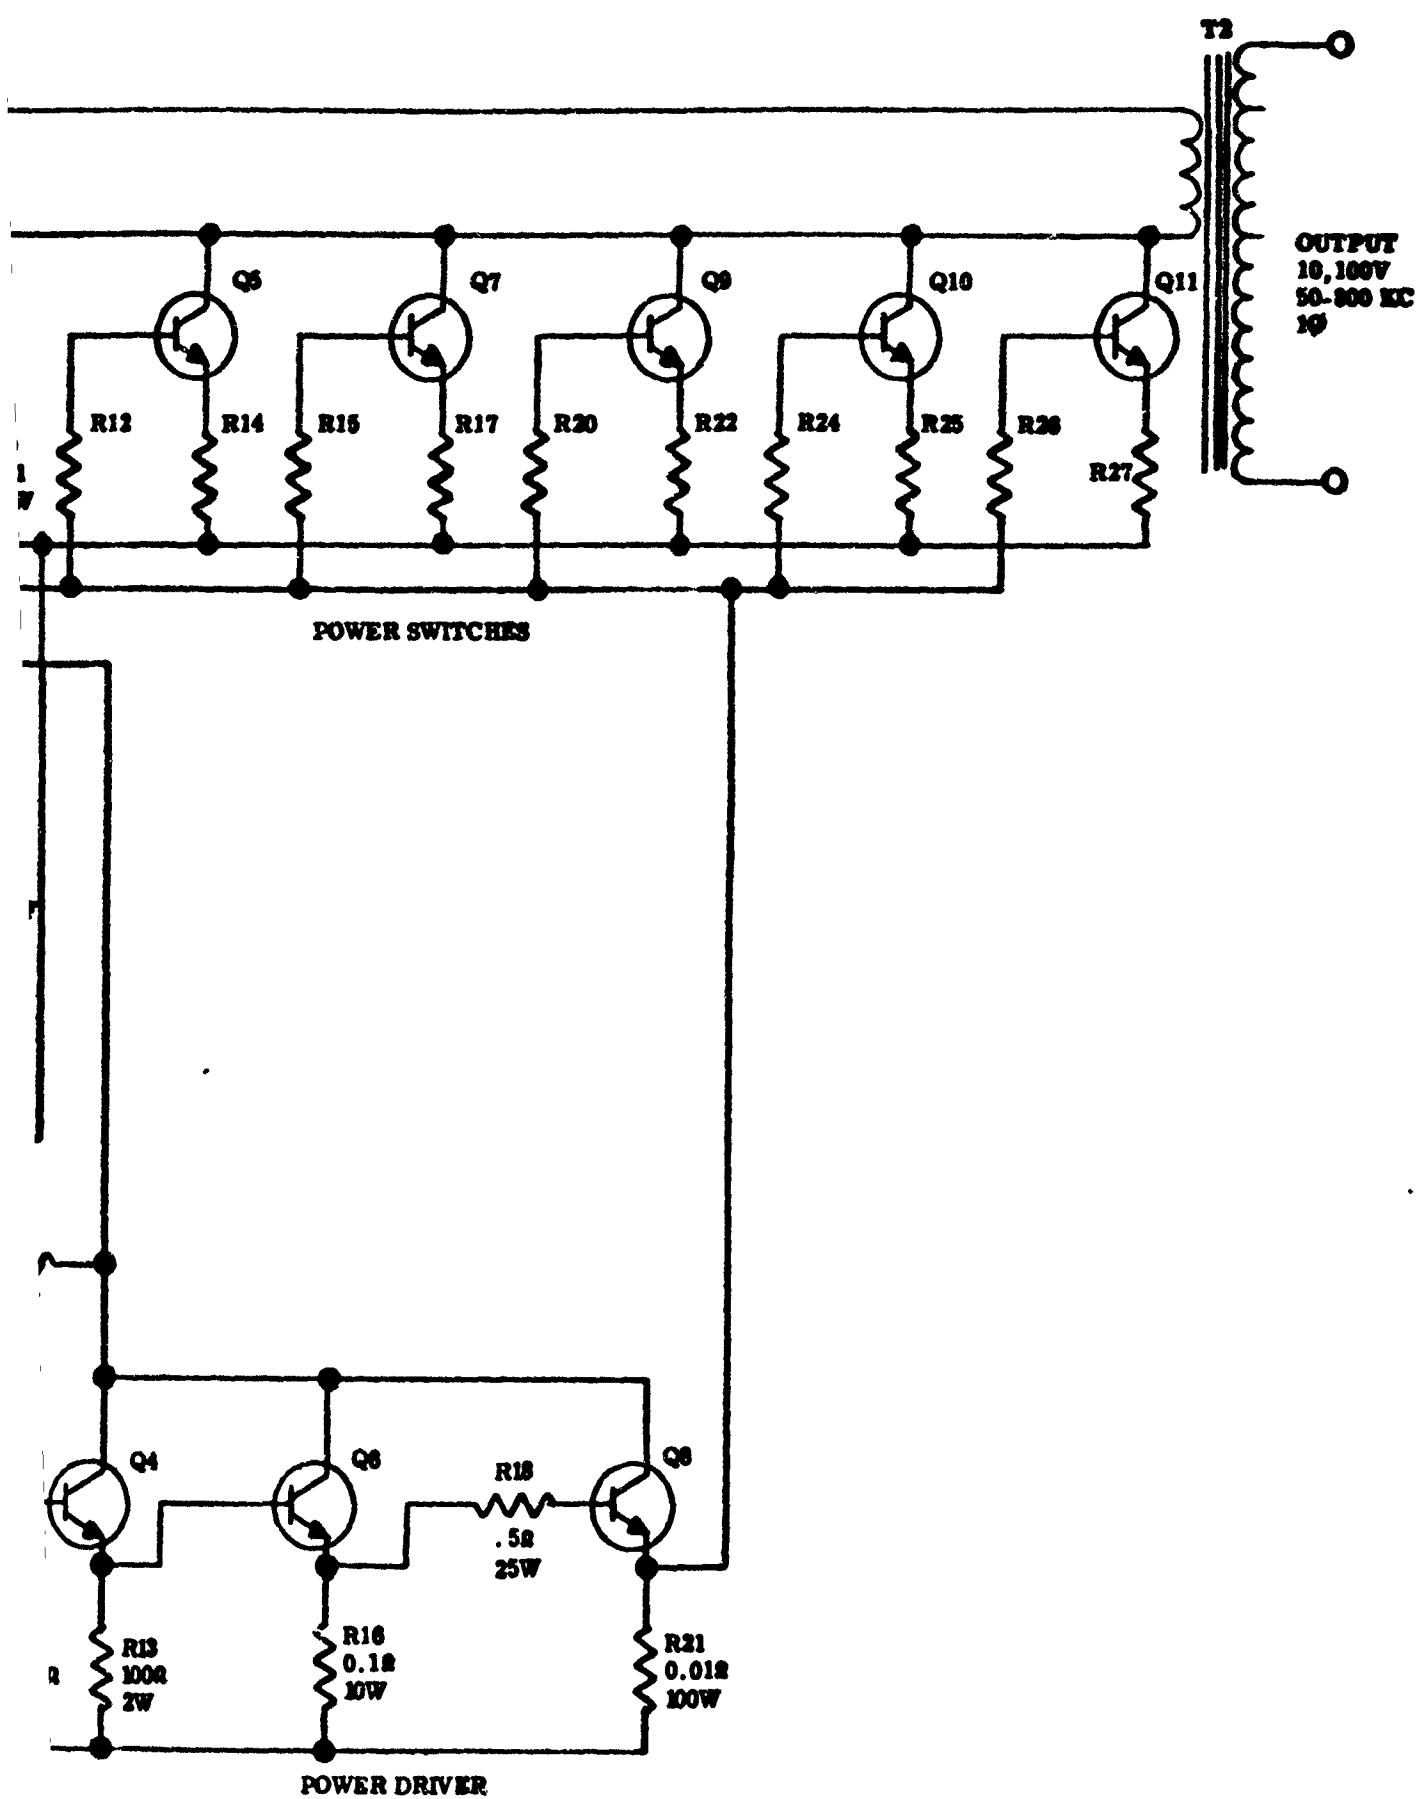 T2
OUTPUT
10,100V
50-800 KC
1Φ
Q5
Q7
Q9
Q10
Q11
R12
R14
R15
R17
R20
R22
R24
R25
R26
R27
1
W
POWER SWITCHES
F
Q4
Q6
Q8
R18
.5Ω
25W
R13
100Ω
2W
R16
0.1Ω
10W
R21
0.01Ω
100W
Ω
POWER DRIVER